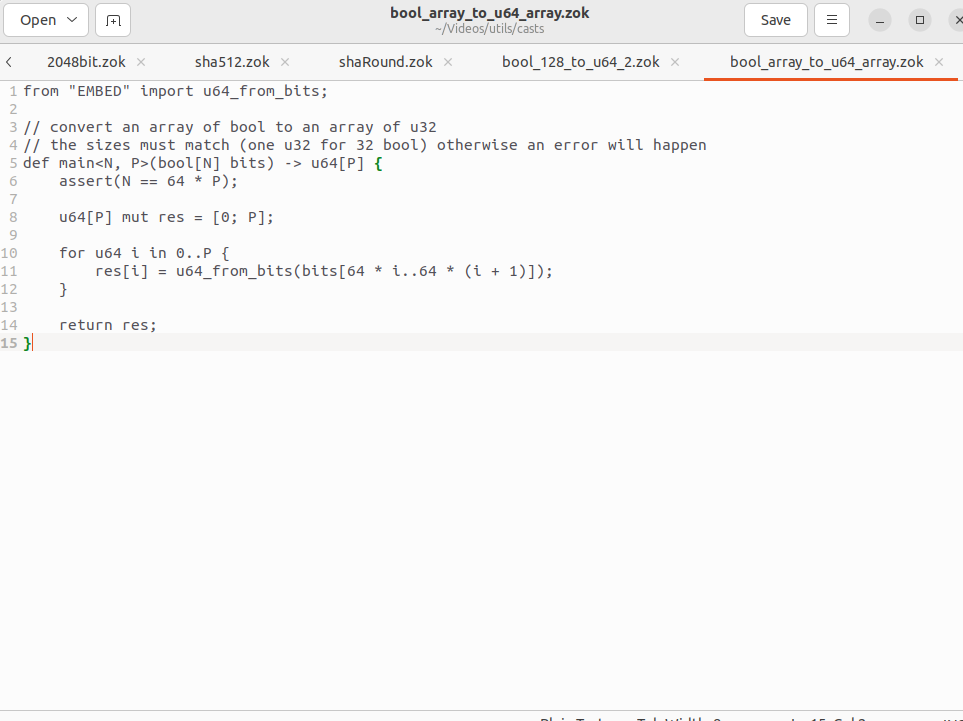 Open
bool_array_to_u64_array.zok
~/Videos/utils/casts
Save
2048bit.zok
sha512.zok
shaRound.zok
bool_128_to_u64_2.zok
bool_array_to_u64_array.zok
1 from "EMBED" import u64_from_bits;
2
3 // convert an array of bool to an array of u32
4 // the sizes must match (one u32 for 32 bool) otherwise an error will happen
5 def main<N, P>(bool[N] bits) -> u64[P] {
6     assert(N == 64 * P);
7
8     u64[P] mut res = [0; P];
9
10     for u64 i in 0..P {
11         res[i] = u64_from_bits(bits[64 * i..64 * (i + 1)]);
12     }
13
14     return res;
15 }